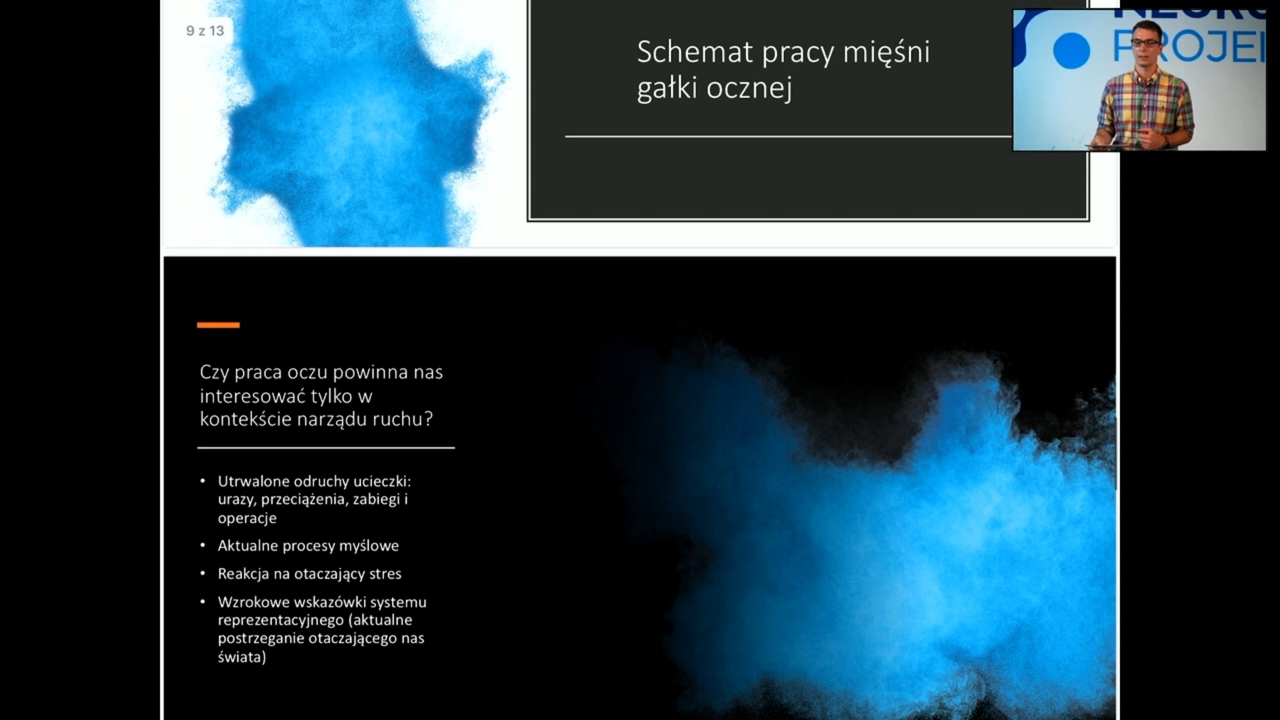 9 z 13
Schemat pracy mięśni
gałki ocznej
PROJE
Czy praca oczu powinna nas
interesować tylko w
kontekście narządu ruchu?
• Utrwalone odruchy ucieczki:
urazy, przeciążenia, zabiegi i
operacje
• Aktualne procesy myślowe
• Reakcja na otaczający stres
• Wzrokowe wskazówki systemu
reprezentacyjnego (aktualne
postrzeganie otaczającego nas
świata)